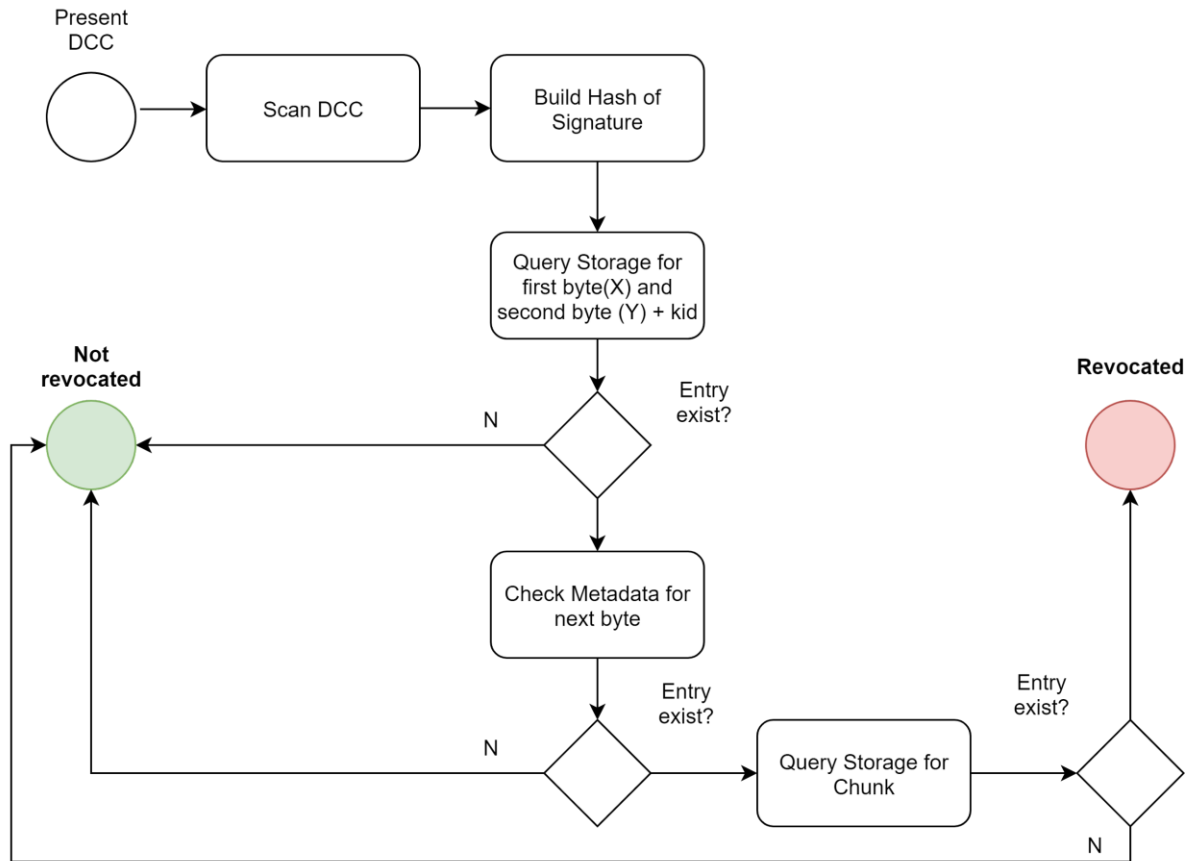 Present
DCC
Scan DCC
Build Hash of
Signature
Query Storage for
first byte(X) and
second byte (Y) + kid
Not
revocated
N
Entry
exist?
Revocated
Check Metadata for
next byte
N
Entry
exist?
Query Storage for
Chunk
Entry
exist?
N